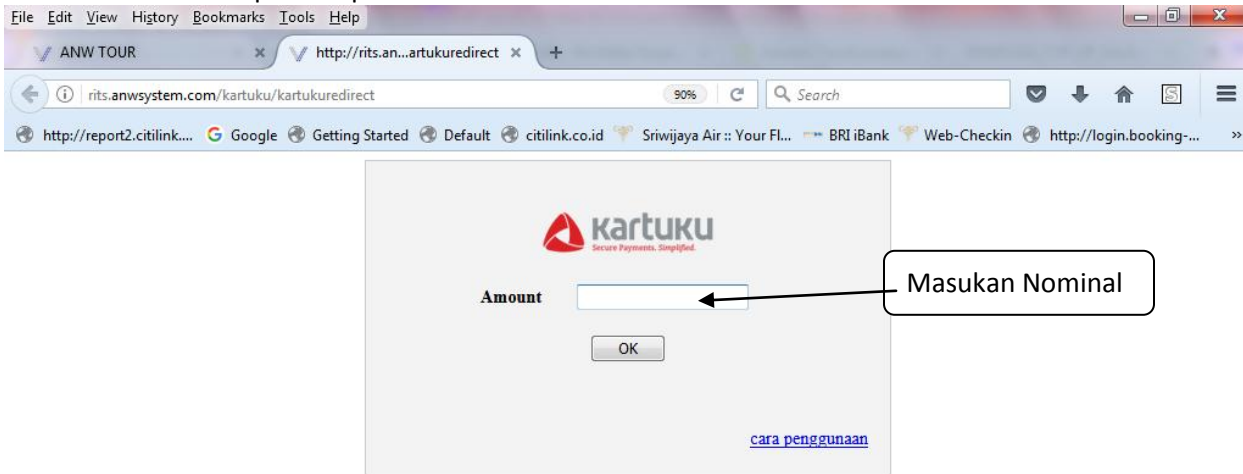 File Edit View History Bookmarks Tools Help
ANW TOUR × http://rits.an...artukuredirect × +
rits.anwsystem.com/kartuku/kartukuredirect 90% Search
http://report2.citilink.... Google Getting Started Default citilink.co.id Sriwijaya Air :: Your Fl... BRI iBank Web-Checkin http://login.booking-... »
Kartuku
Secure Payments. Simplified.
Amount
Masukan Nominal
OK
cara penggunaan